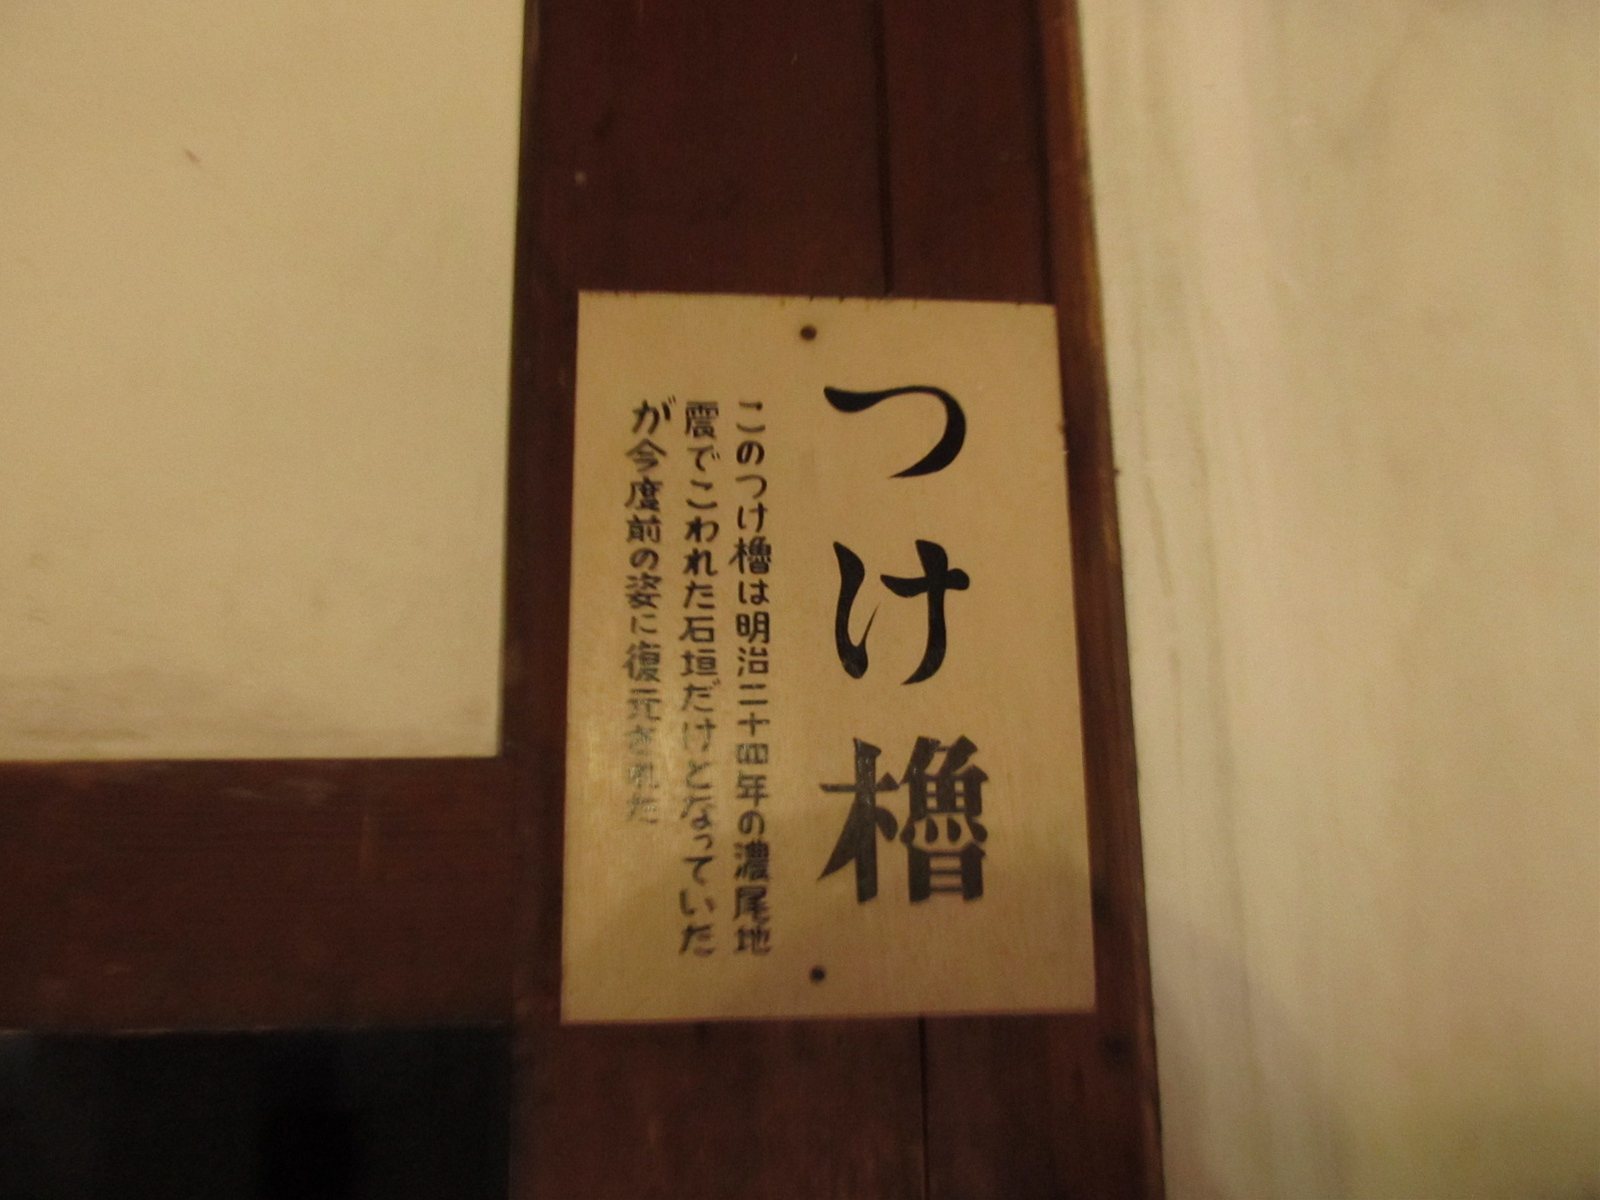 つけ櫓
このつけ櫓は明治二十四年の濃尾地
震でこわれた石垣だけとなっていた
が今度前の姿に復元された